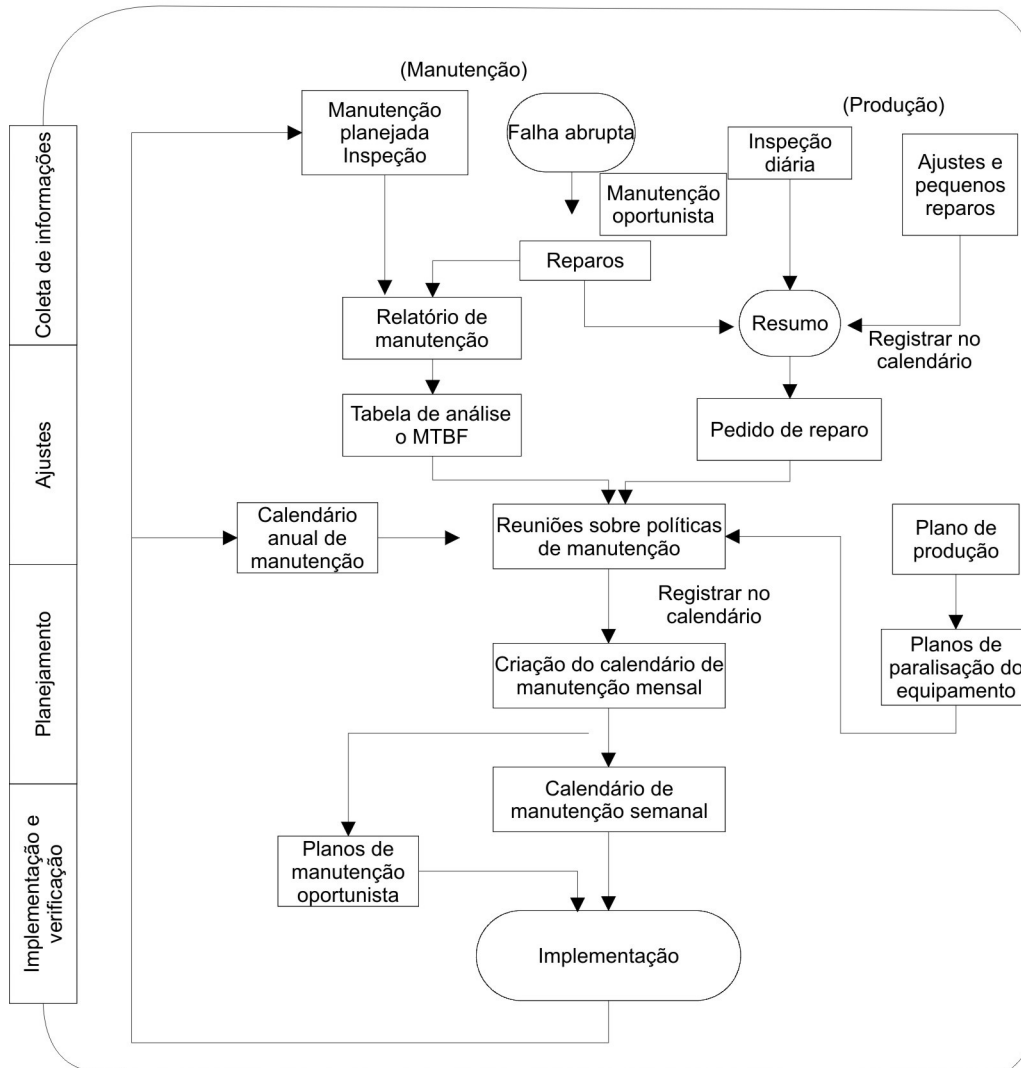 (Manutenção)
(Produção)
Coleta de informações
Ajustes
Planejamento
Implementação e
verificação
Manutenção
planejada
Inspeção
Falha abrupta
Inspeção
diária
Ajustes e
pequenos
reparos
Manutenção
oportunista
Reparos
Relatório de
manutenção
Resumo
Registrar no
calendário
Tabela de análise
o MTBF
Pedido de reparo
Calendário
anual de
manutenção
Reuniões sobre políticas
de manutenção
Plano de
produção
Registrar no
calendário
Planos de
paralisação do
equipamento
Criação do calendário de
manutenção mensal
Calendário de
manutenção semanal
Planos de
manutenção
oportunista
Implementação